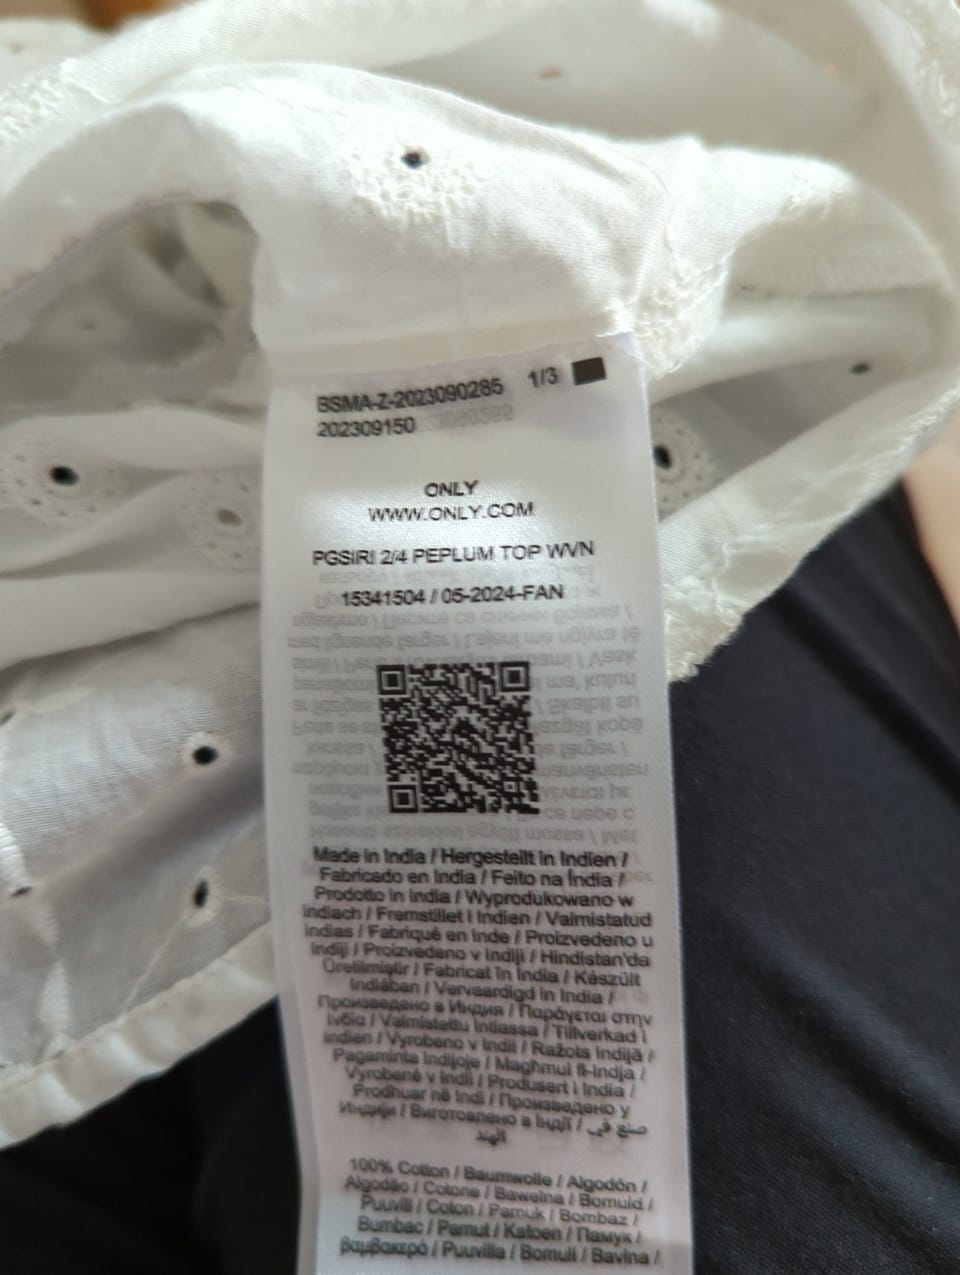 BSMA-Z-2023090285 1/3
202309150
ONLY
WWW.ONLY.COM
PGSIRI 2/4 PEPLUM TOP WVN
15341504 / 05-2024-FAN
Made in India / Hergestellt in Indien /
Fabricado en India / Feito na Índia /
Prodotto in India / Wyprodukowano w
Indiach / Fremstillet i Indien / Valmistatud
Indias / Fabriqué en Inde / Proizvedeno u
Indiji / Proizvedeno v Indiji / Hindistan'da
Üretilmiştir / Fabricat în India / Készült
Indiában / Vervaardigd in India /
Произведено в Индия / Παράγεται στην
Ινδία / Valmistettu Intiassa / Tillverkad i
Indien / Vyrobeno v Indii / Ražots Indijā /
Pagaminta Indijoje / Magħmul fl-Indja /
Vyrobené v Indii / Produsert i India /
Prodhuar në Indi / Произведено у
Индији / Виготовлено в Індії / صنع في
الهند
100% Cotton / Baumwolle / Algodón /
Algodão / Cotone / Bawełna / Bomuld /
Puuvill / Coton / Pamuk / Bombaž /
Bumbac / Pamut / Katoen / Памук /
βαμβακερό / Puuvilla / Bomull / Bavlna /